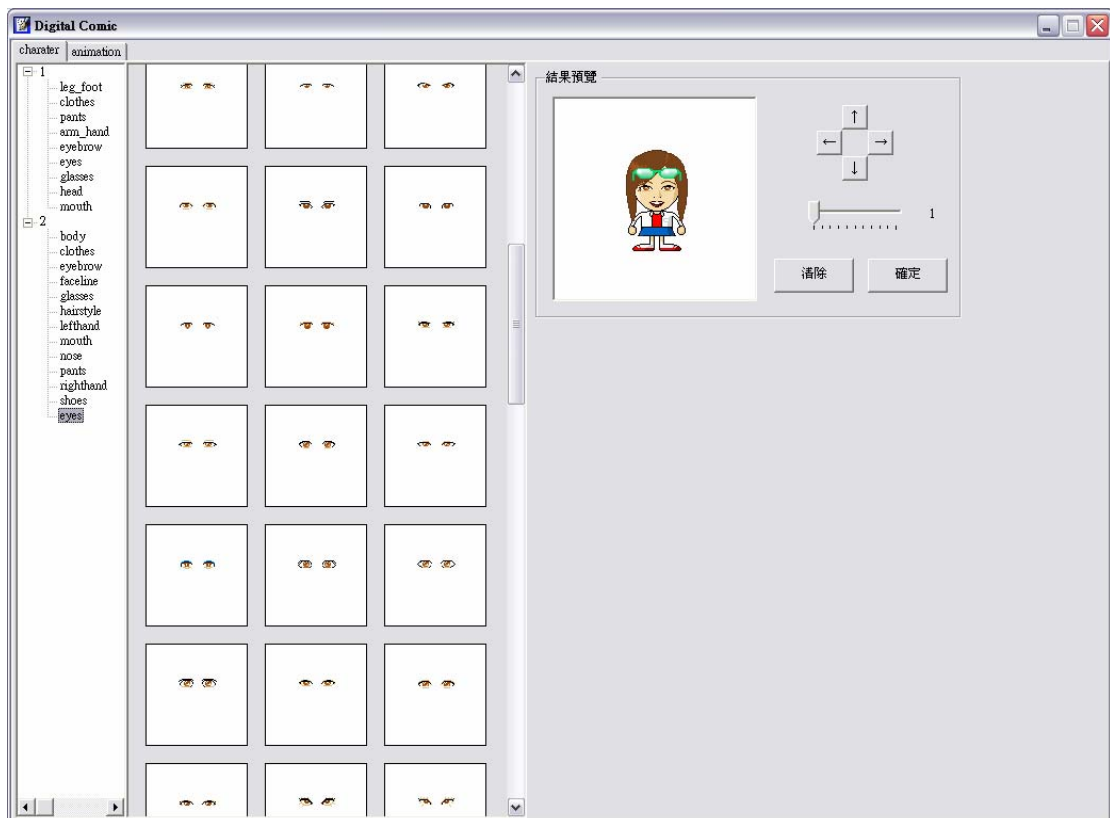 Digital Comic
charater animation
1
leg_foot
clothes
pants
arm_hand
eyebrow
eyes
glasses
head
mouth
2
body
clothes
eyebrow
faceline
glasses
hairstyle
lefthand
mouth
nose
pants
righthand
shoes
eyes
結果預覽
↑
← →
↓
1
清除 確定